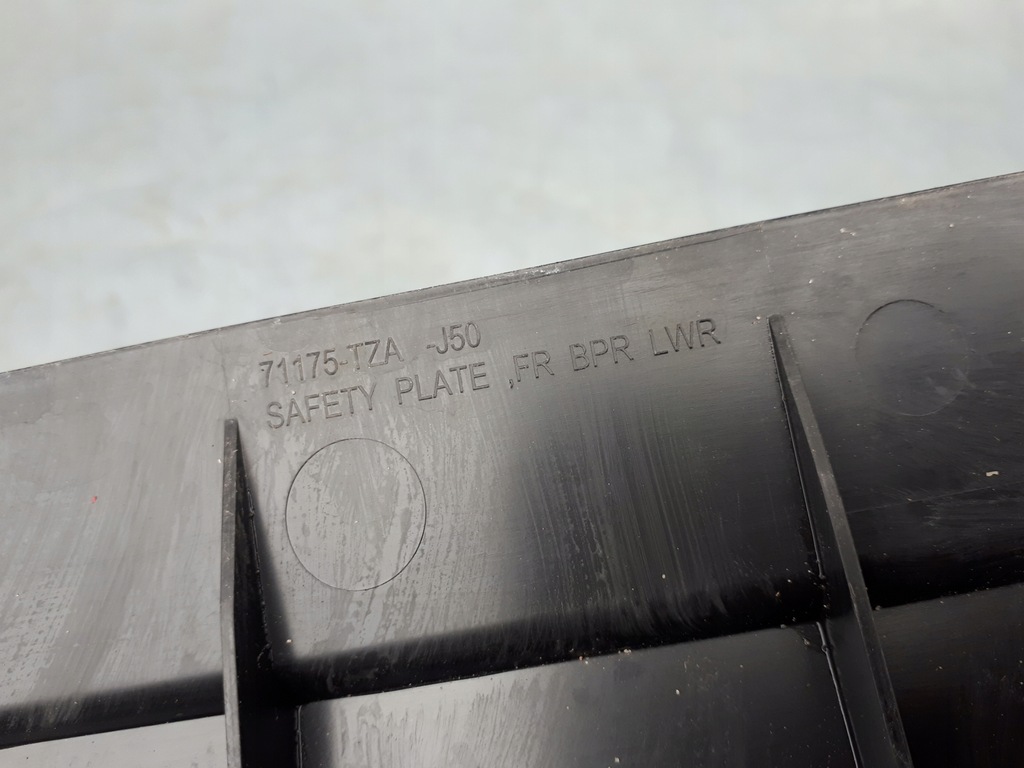 71175-TZA -J50
SAFETY PLATE ,FR BPR LWR